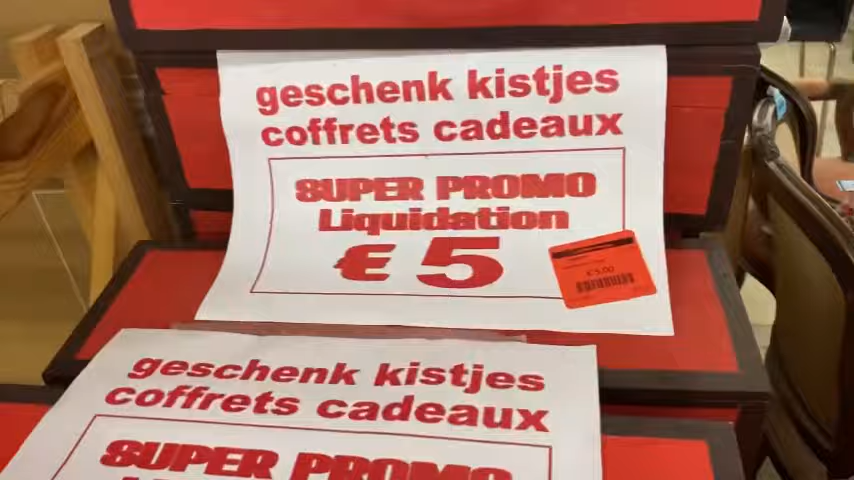 geschenk kistjes
coffrets cadeaux
SUPER PROMO
Liquidation
€ 5
€ 5,00
geschenk kistjes
coffrets cadeaux
SUPER PROMO